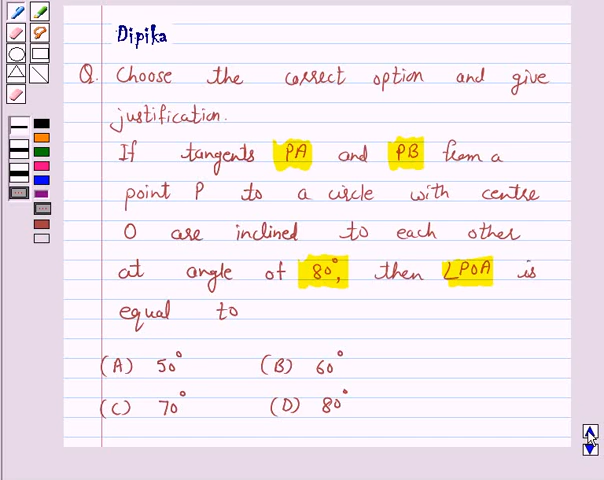 Dipika
Q. Choose the correct option and give
justification.
If tangents PA and PB from a
point P to a circle with centre
O are inclined to each other
at angle of 80°, then ∠POA is
equal to
(A) 50° (B) 60°
(C) 70° (D) 80°